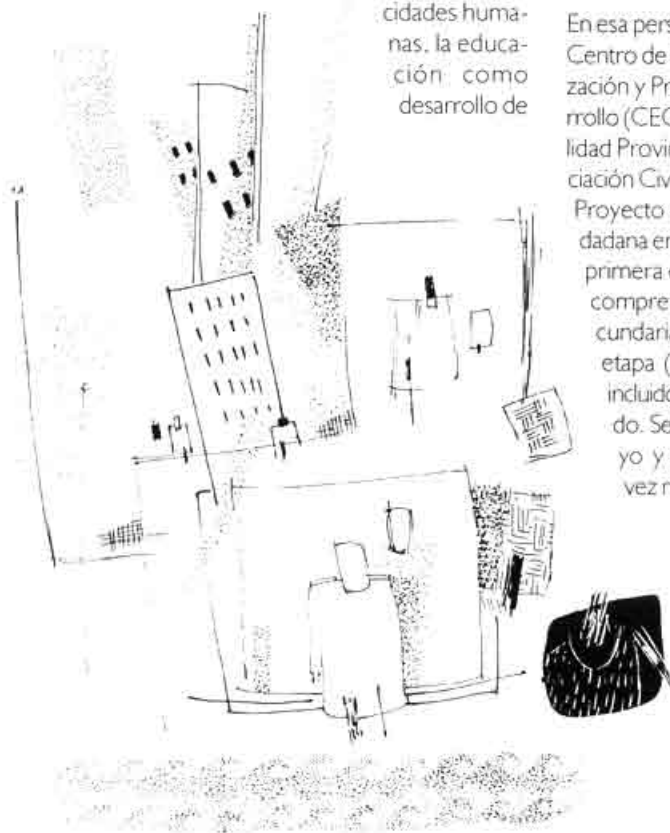 cidades huma-
nas, la educa-
ción como
desarrollo de
En esa pers
Centro de
zación y Pr
rrollo (CEC
lidad Provin
ciación Civ
Proyecto
dadana en
primera e
compre
cundaria
etapa (
incluido
do. Se
yo y
vez m